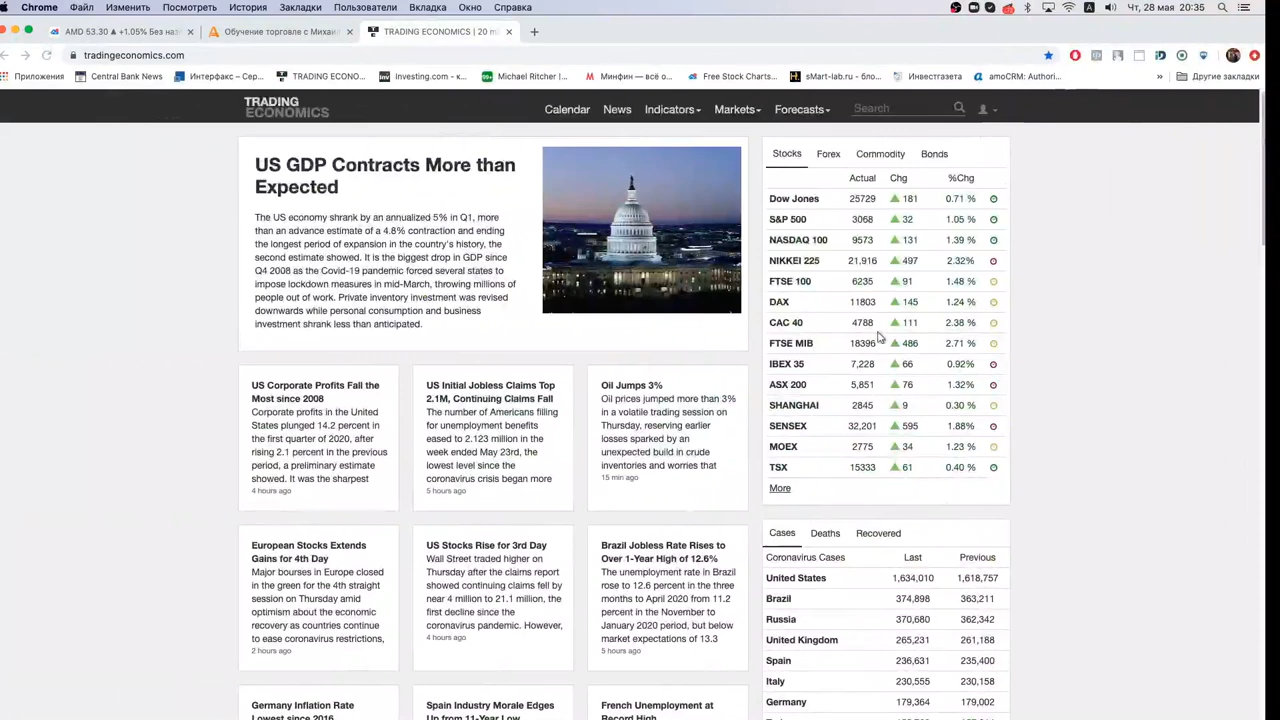 Chrome Файл Изменить Посмотреть История Закладки Пользователи Вкладка Окно Справка
A Чт, 28 мая 20:35
AMD 53.30 ▲ +1.05% Без на
Обучение торговле с Михаи
TRADING ECONOMICS | 20 m
tradingeconomics.com
Приложения Central Bank News Интерфакс – Се... TRADING ECONO... Investing.com - к... Michael Ritcher !... Минфин — всё о... Free Stock Charts... sMart-lab.ru - бло... Инвестгазета amoCRM: Authori... » Другие закладки
TRADING
ECONOMICS
Calendar News Indicators Markets Forecasts Search
US GDP Contracts More than
Expected
The US economy shrank by an annualized 5% in Q1, more
than an advance estimate of a 4.8% contraction and ending
the longest period of expansion in the country's history, the
second estimate showed. It is the biggest drop in GDP since
Q4 2008 as the Covid-19 pandemic forced several states to
impose lockdown measures in mid-March, throwing millions of
people out of work. Private inventory investment was revised
downwards while personal consumption and business
investment shrank less than anticipated.
US Corporate Profits Fall the
Most since 2008
Corporate profits in the United
States plunged 14.2 percent in
the first quarter of 2020, after
rising 2.1 percent in the previous
period, a preliminary estimate
showed. It was the sharpest
4 hours ago
US Initial Jobless Claims Top
2.1M, Continuing Claims Fall
The number of Americans filling
for unemployment benefits
eased to 2.123 million in the
week ended May 23rd, the
lowest level since the
coronavirus crisis began more
5 hours ago
Oil Jumps 3%
Oil prices jumped more than 3%
in a volatile trading session on
Thursday, reserving earlier
losses sparked by an
unexpected build in crude
inventories and worries that
15 min ago
European Stocks Extends
Gains for 4th Day
Major bourses in Europe closed
in the green for the 4th straight
session on Thursday amid
optimism about the economic
recovery as countries continue
to ease coronavirus restrictions,
2 hours ago
US Stocks Rise for 3rd Day
Wall Street traded higher on
Thursday after the claims report
showed continuing claims fell by
near 4 million to 21.1 million, the
first decline since the
coronavirus pandemic. However,
4 hours ago
Brazil Jobless Rate Rises to
Over 1-Year High of 12.6%
The unemployment rate in Brazil
rose to 12.6 percent in the three
months to April 2020 from 11.2
percent in the November to
January 2020 period, but below
market expectations of 13.3
5 hours ago
Germany Inflation Rate
Lowest since 2016
Spain Industry Morale Edges
Up from 11-Year Low
French Unemployment at
Record High
Stocks Forex Commodity Bonds
Actual Chg %Chg
Dow Jones 25729 ▲ 181 0.71 %
S&P 500 3068 ▲ 32 1.05 %
NASDAQ 100 9573 ▲ 131 1.39 %
NIKKEI 225 21,916 ▲ 497 2.32%
FTSE 100 6235 ▲ 91 1.48 %
DAX 11803 ▲ 145 1.24 %
CAC 40 4788 ▲ 111 2.38 %
FTSE MIB 18396 ▲ 486 2.71 %
IBEX 35 7,228 ▲ 66 0.92%
ASX 200 5,851 ▲ 76 1.32%
SHANGHAI 2845 ▲ 9 0.30 %
SENSEX 32,201 ▲ 595 1.88%
MOEX 2775 ▲ 34 1.23 %
TSX 15333 ▲ 61 0.40 %
More
Cases Deaths Recovered
Coronavirus Cases Last Previous
United States 1,634,010 1,618,757
Brazil 374,898 363,211
Russia 370,680 362,342
United Kingdom 265,231 261,188
Spain 236,631 235,400
Italy 230,555 230,158
Germany 179,364 179,002